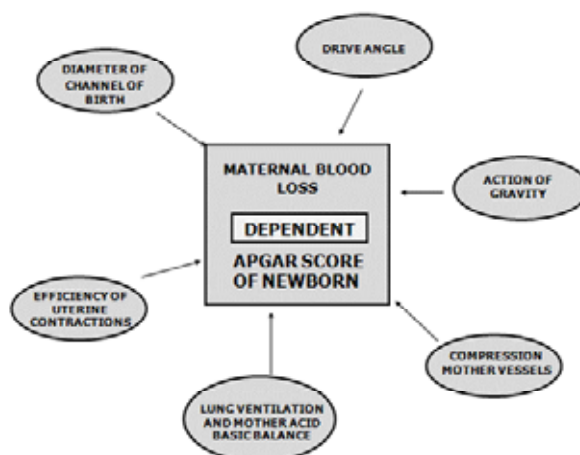 DRIVE ANGLE
DIAMETER OF
CHANNEL OF
BIRTH
MATERNAL BLOOD
LOSS
DEPENDENT
APGAR SCORE
OF NEWBORN
ACTION OF
GRAVITY
EFFICIENCY OF
UTERINE
CONTRACTIONS
COMPRESSION
MOTHER VESSELS
LUNG VENTILATION
AND MOTHER ACID
BASIC BALANCE